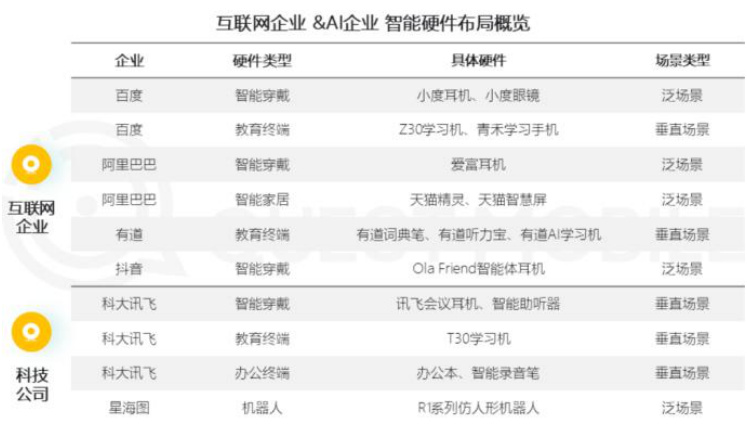 互联网企业 &AI企业 智能硬件布局概览
企业 硬件类型 具体硬件 场景类型
百度 智能穿戴 小度耳机、小度眼镜 泛场景
百度 教育终端 Z30学习机、青禾学习手机 垂直场景
阿里巴巴 智能穿戴 爱富耳机 泛场景
阿里巴巴 智能家居 天猫精灵、天猫智慧屏 泛场景
有道 教育终端 有道词典笔、有道听力宝、有道AI学习机 垂直场景
抖音 智能穿戴 Ola Friend智能体耳机 泛场景
互联网
企业
科大讯飞 智能穿戴 讯飞会议耳机、智能助听器 垂直场景
科大讯飞 教育终端 T30学习机 垂直场景
科大讯飞 办公终端 办公本、智能录音笔 垂直场景
星海图 机器人 R1系列仿人形机器人 泛场景
科技
公司
QUEST MOBILE